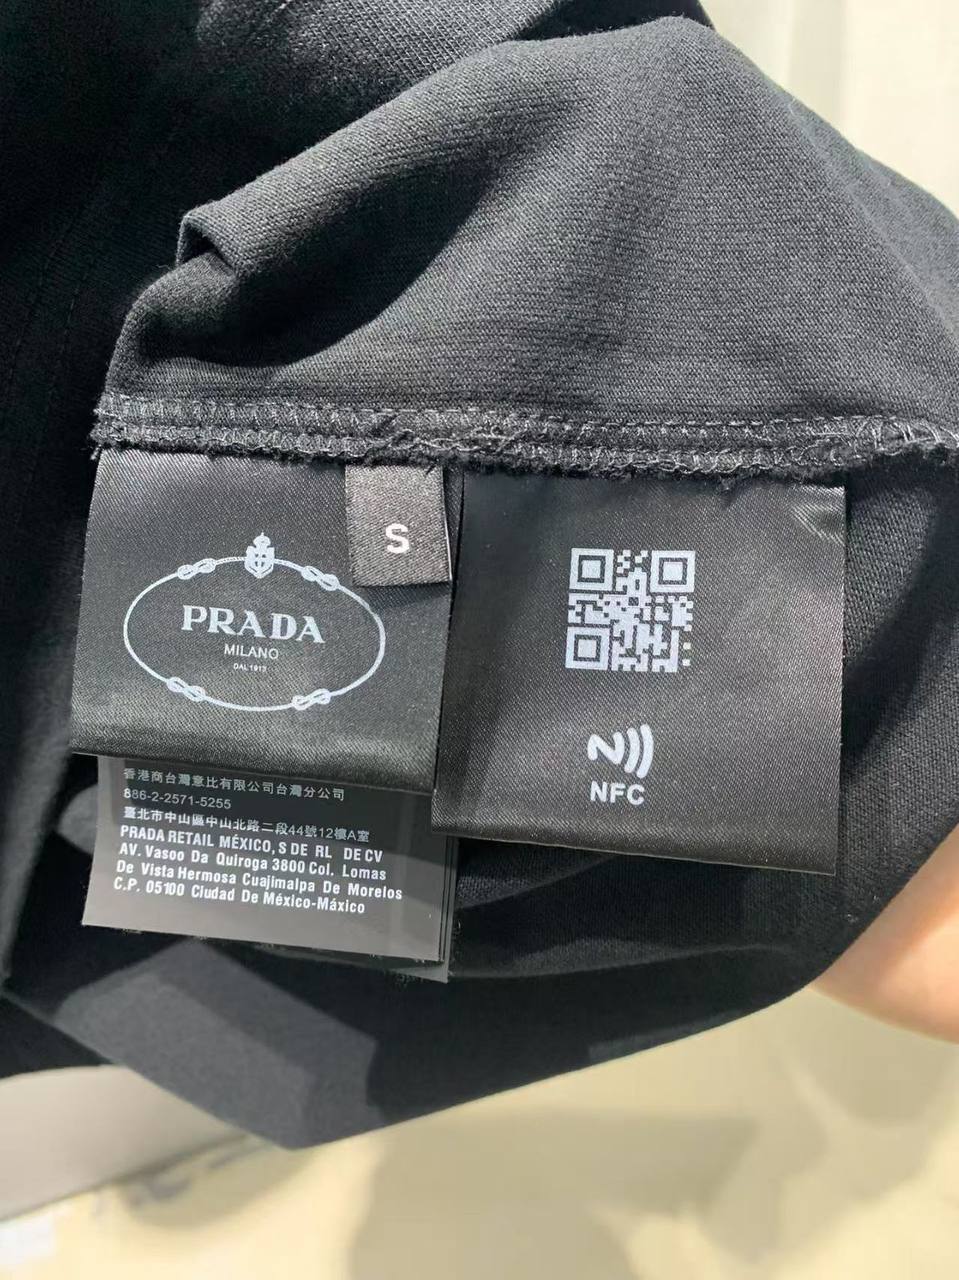 S
PRADA
MILANO
DAL 1913
NFC
香港商台灣意比有限公司台灣分公司
886-2-2571-5255
臺北市中山區中山北路二段44號12樓A室
PRADA RETAIL MÉXICO, S DE RL DE CV
AV. Vasoo Da Quiroga 3800 Col. Lomas
De Vista Hermosa Cuajimalpa De Morelos
C.P. 05100 Ciudad De México-Máxico